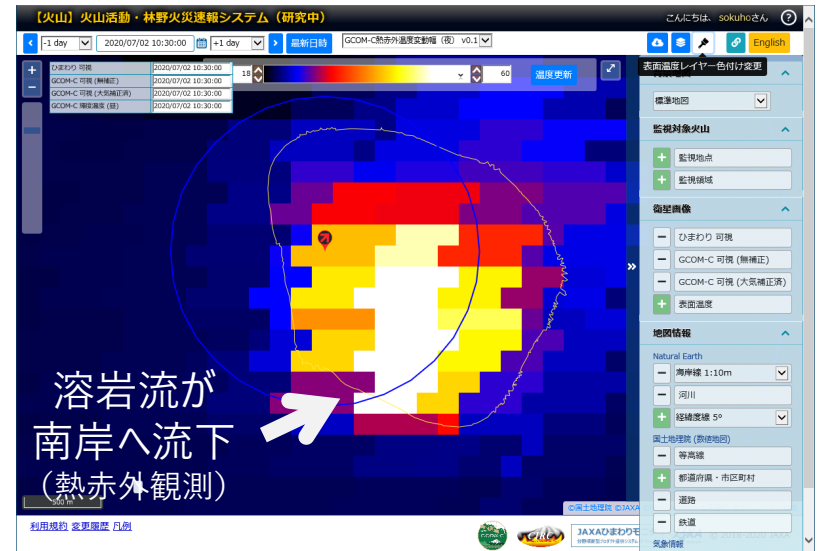 【火山】火山活動・林野火災速報システム（研究中）
こんにちは、 sokuhoさん
-1 day
2020/07/02 10:30:00
+1 day
最新日時
GCOM-C熱赤外温度変動幅（夜） v0.1
English
表面温度レイヤー色付け変更
ひまわり 可視 2020/07/02 10:30:00
GCOM-C 可視 (無補正) 2020/07/02 10:30:00
GCOM-C 可視 (大気補正済) 2020/07/02 10:30:00
GCOM-C 輝度温度 (昼) 2020/07/02 10:30:00
18
60
温度更新
標準地図
監視対象火山
監視地点
監視領域
衛星画像
ひまわり 可視
GCOM-C 可視 (無補正)
GCOM-C 可視 (大気補正済)
表面温度
地図情報
Natural Earth
海岸線 1:10m
河川
経緯度線 5º
国土地理院 (数値地図)
等高線
都道府県・市区町村
道路
鉄道
気象情報
溶岩流が
南岸へ流下
（熱赤外観測）
500 m
©国土地理院 ©JAXA
利用規約 変更履歴 凡例
JAXAひまわりモ